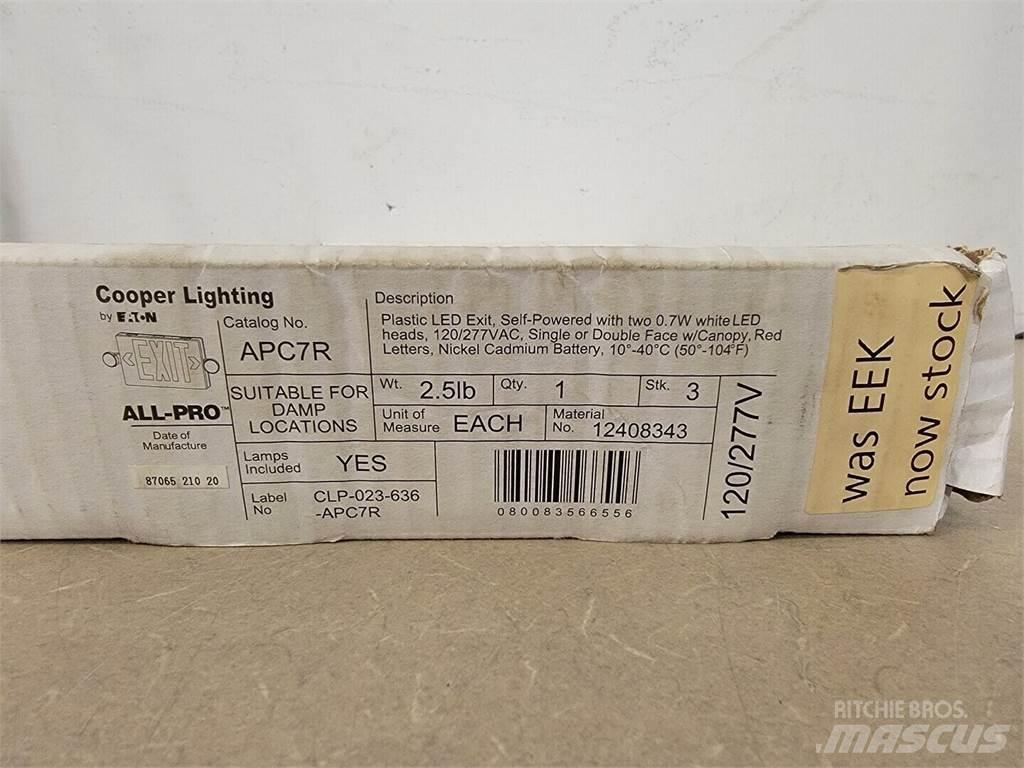 Cooper Lighting
by EATON
EXIT
ALL-PRO™
Date of
Manufacture
87065 210 20
Catalog No.
APC7R
SUITABLE FOR
DAMP
LOCATIONS
Lamps
Included YES
Label
No
CLP-023-636
-APC7R
Description
Plastic LED Exit, Self-Powered with two 0.7W white LED
heads, 120/277VAC, Single or Double Face w/Canopy, Red
Letters, Nickel Cadmium Battery, 10°-40°C (50°-104°F)
Wt. 2.5lb Qty. 1 Stk. 3
Unit of
Measure EACH
Material
No. 12408343
080083566556
120/277V
was EEK
now stock
RITCHIE BROS.
MASCUS